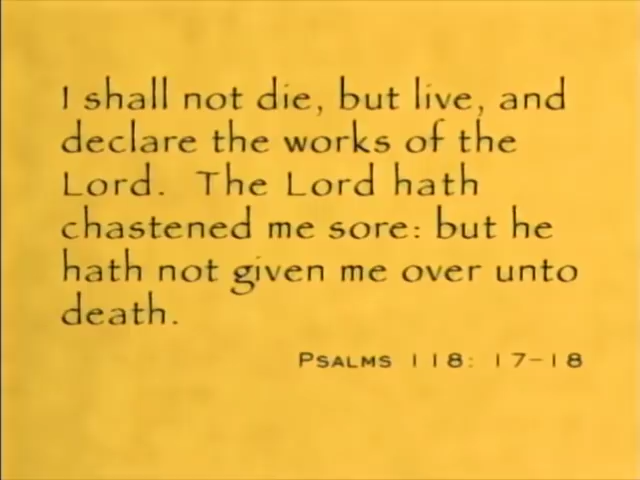 I shall not die, but live, and
declare the works of the
Lord. The Lord hath
chastened me sore: but he
hath not given me over unto
death.
Psalms 118: 17-18